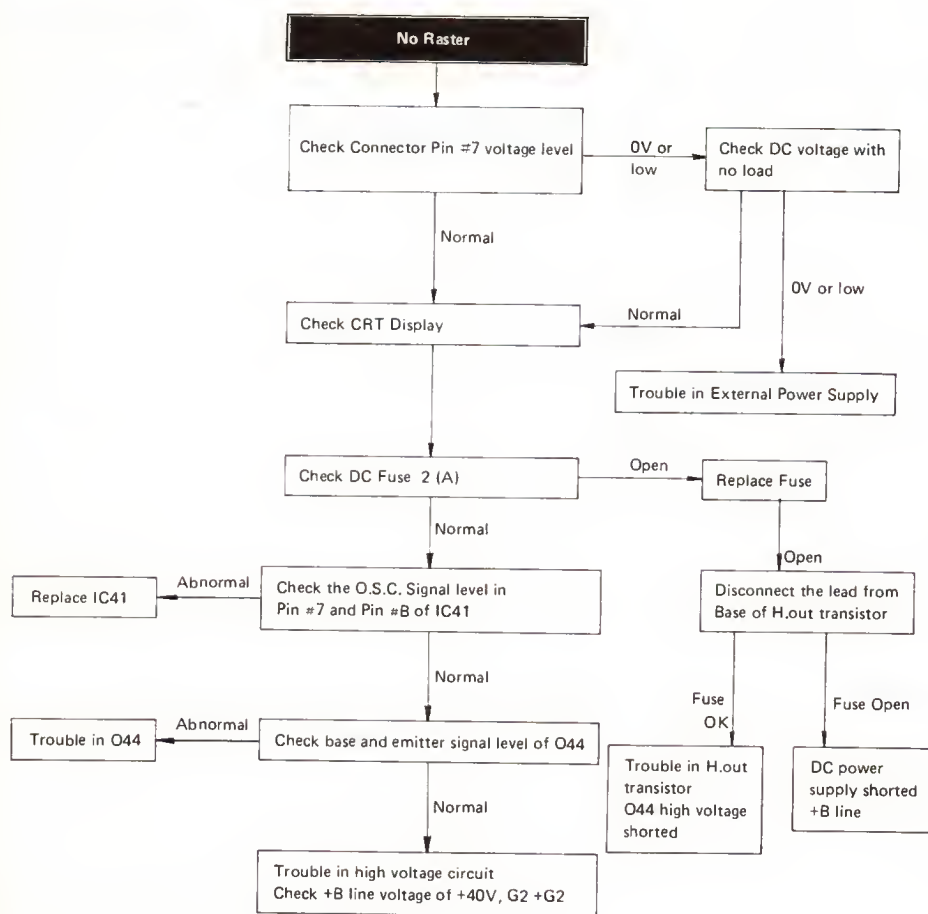 No Raster
Check Connector Pin #7 voltage level
0V or
low
Check DC voltage with
no load
Normal
0V or low
Normal
Check CRT Display
Trouble in External Power Supply
Check DC Fuse 2 (A)
Open
Replace Fuse
Normal
Open
Replace IC41
Abnormal
Check the O.S.C. Signal level in
Pin #7 and Pin #B of IC41
Disconnect the lead from
Base of H.out transistor
Normal
Fuse
OK
Fuse Open
Trouble in O44
Abnormal
Check base and emitter signal level of O44
Trouble in H.out
transistor
O44 high voltage
shorted
DC power
supply shorted
+B line
Normal
Trouble in high voltage circuit
Check +B line voltage of +40V, G2 +G2